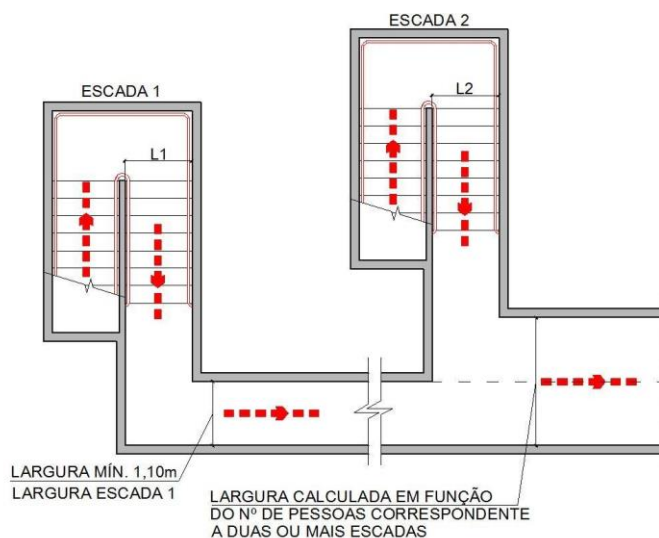 ESCADA 2
ESCADA 1
L2
L1
LARGURA MÍN. 1,10m
LARGURA ESCADA 1
LARGURA CALCULADA EM FUNÇÃO
DO Nº DE PESSOAS CORRESPONDENTE
A DUAS OU MAIS ESCADAS